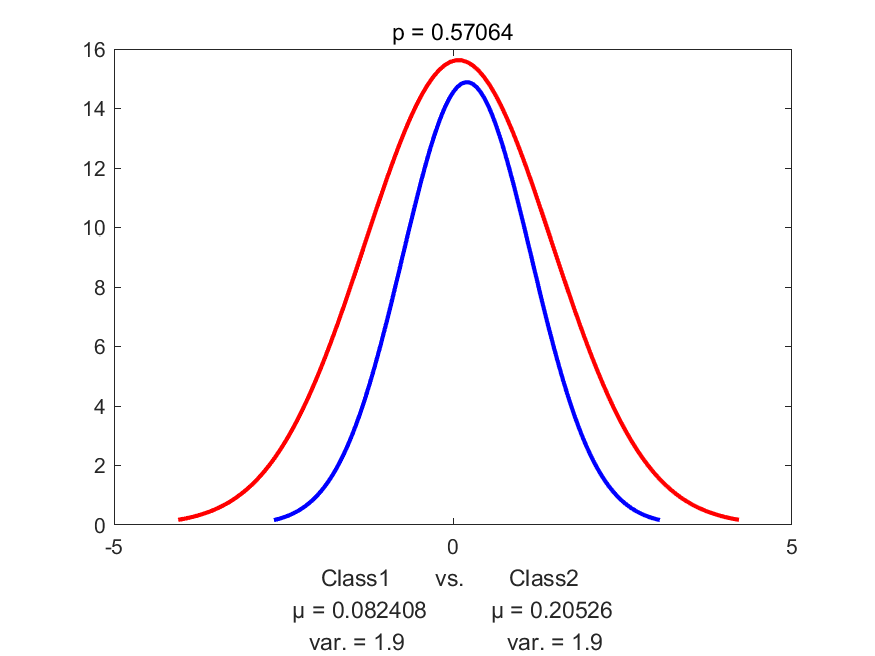 p = 0.57064
16
14
12
10
8
6
4
2
0
-5 0 5
Class1 vs. Class2
μ = 0.082408 μ = 0.20526
var. = 1.9 var. = 1.9